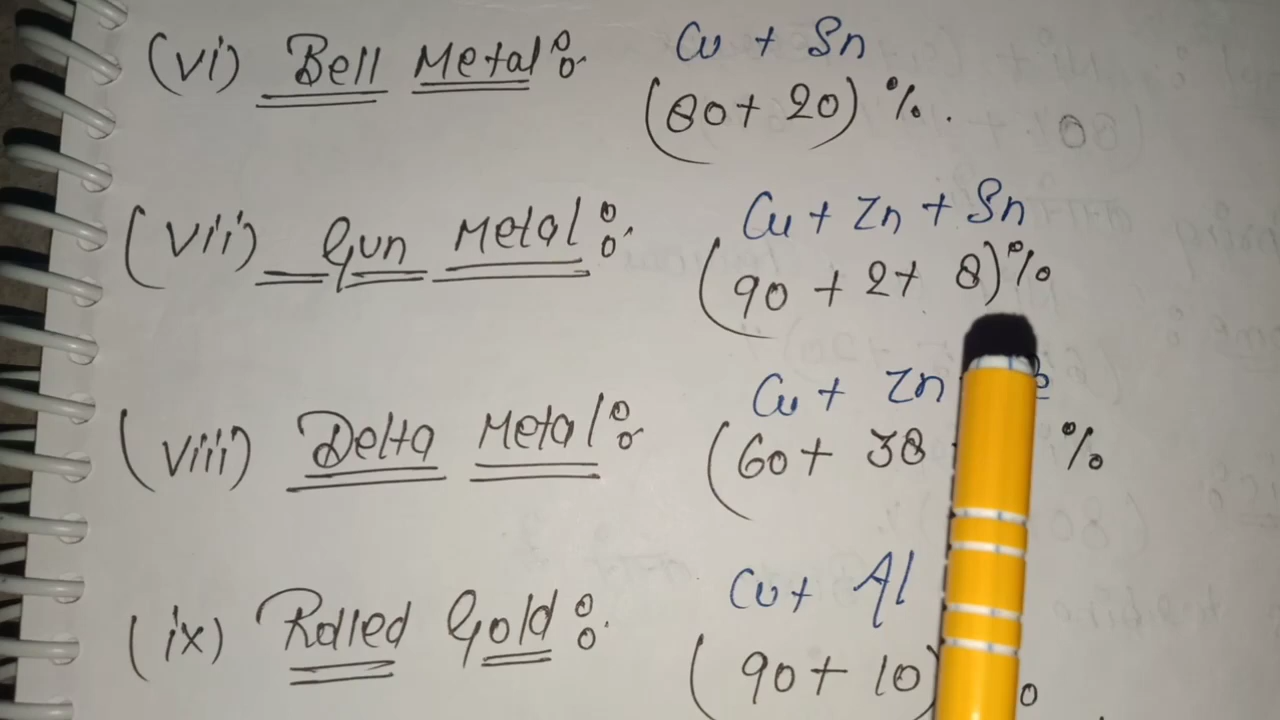 (vi) Bell Metal : Cu + Sn
(80 + 20) %.
(vii) Gun Metal : Cu + Zn + Sn
(90 + 2 + 8) %
(viii) Delta Metal : Cu + Zn
(60 + 38 %
(ix) Rolled Gold : Cu + Al
(90 + 10)